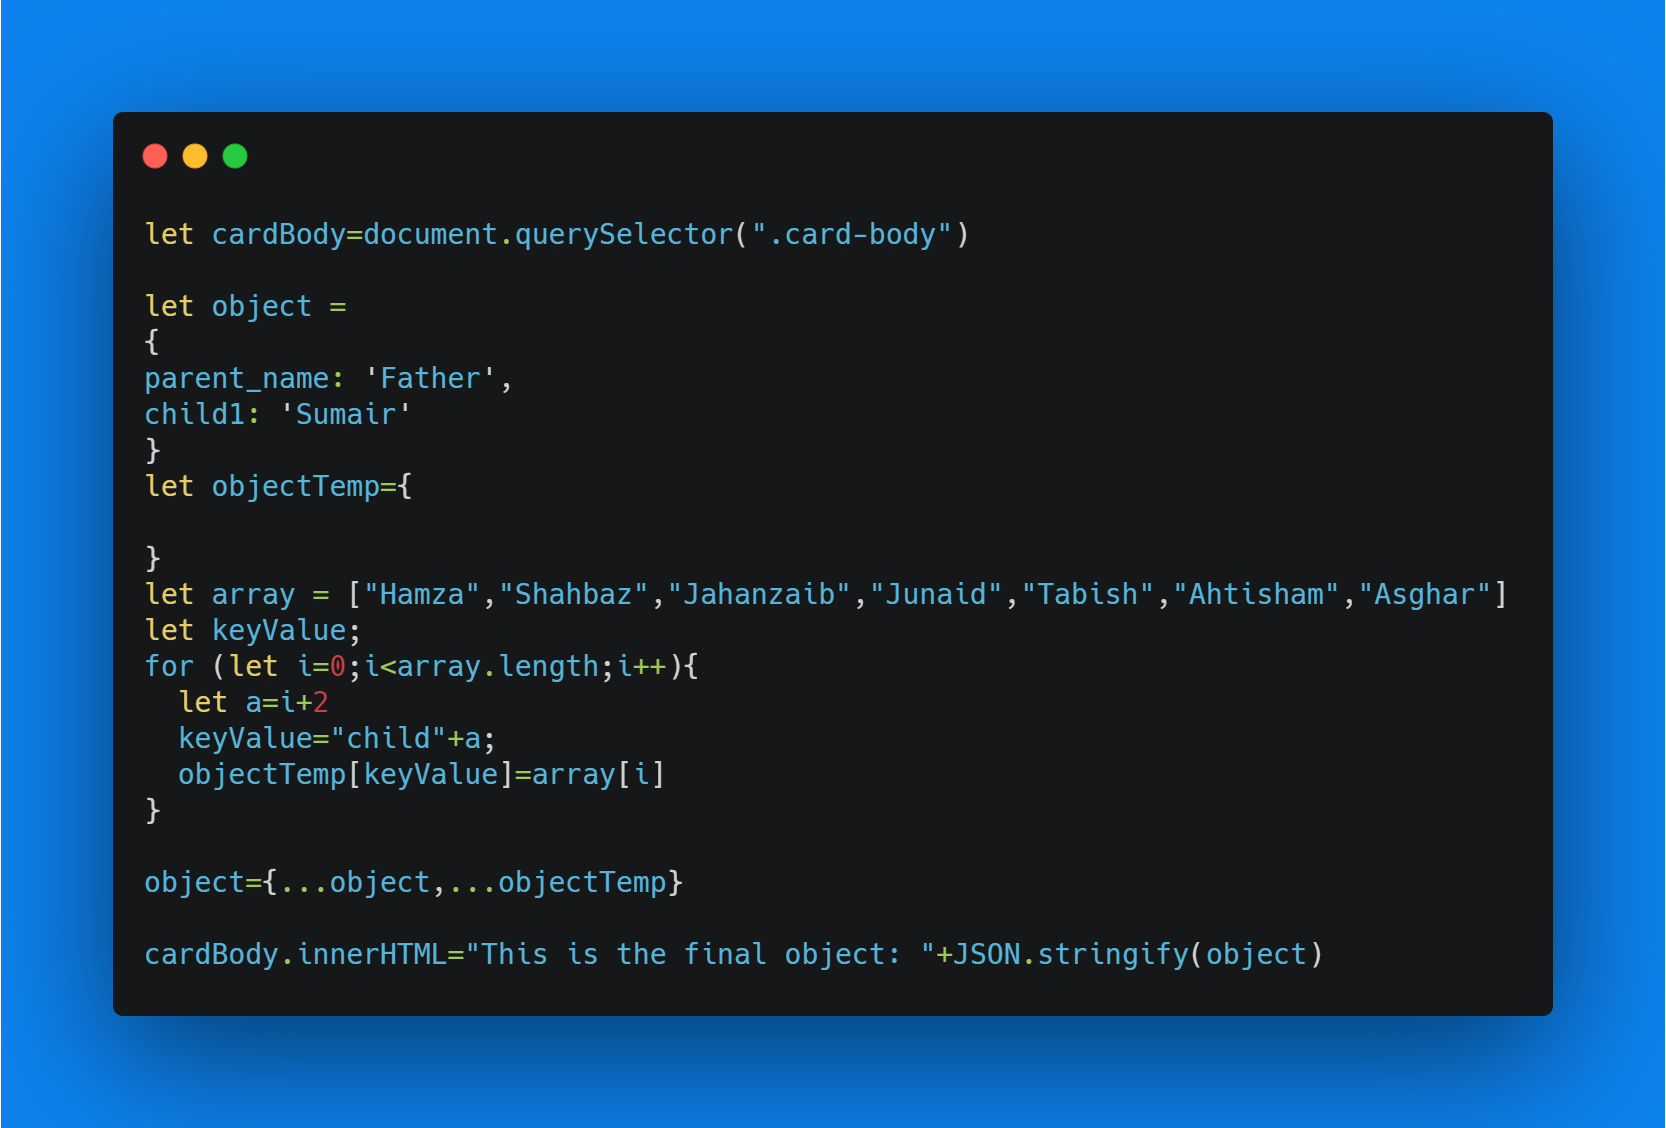 let cardBody=document.querySelector(".card-body")
let object =
{
parent_name: 'Father',
child1: 'Sumair'
}
let objectTemp={
}
let array = ["Hamza","Shahbaz","Jahanzaib","Junaid","Tabish","Ahtisham","Asghar"]
let keyValue;
for (let i=0;i<array.length;i++){
  let a=i+2
  keyValue="child"+a;
  objectTemp[keyValue]=array[i]
}
object={...object,...objectTemp}
cardBody.innerHTML="This is the final object: "+JSON.stringify(object)